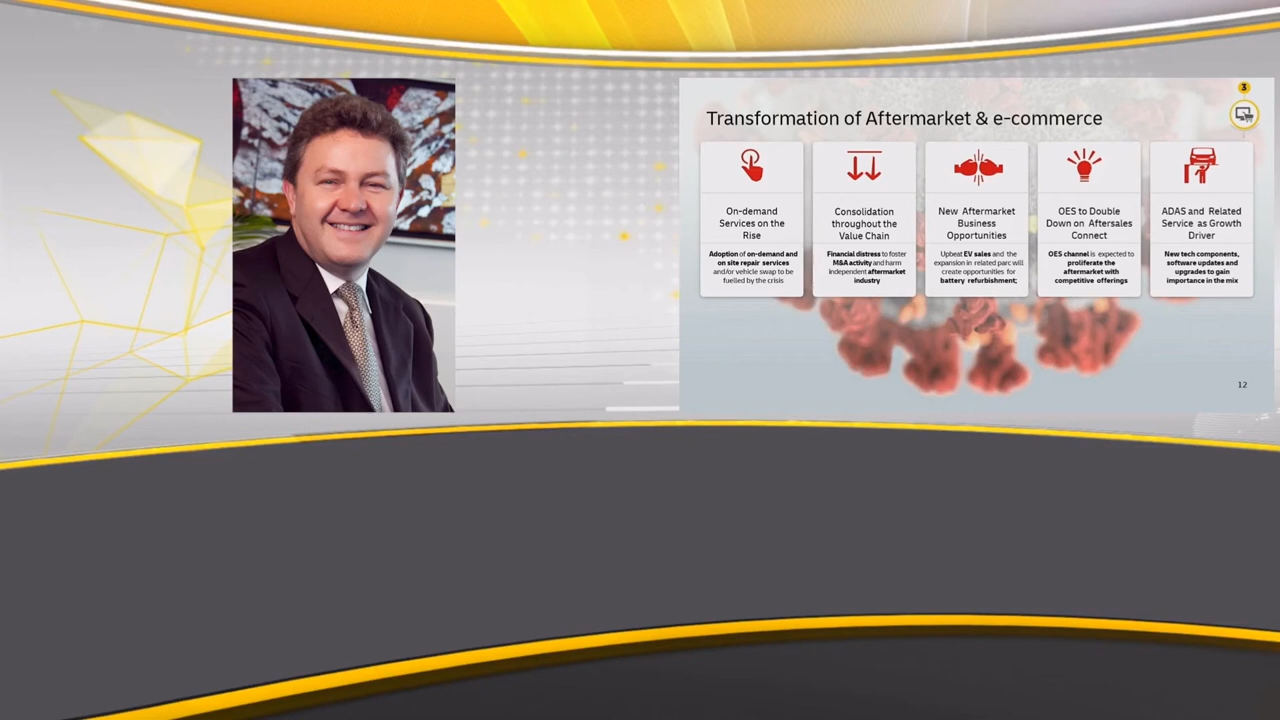 3
Transformation of Aftermarket & e-commerce
On-demand
Services on the
Rise
Adoption of on-demand and
on site repair services
and/or vehicle swap to be
fuelled by the crisis
Consolidation
throughout the
Value Chain
Financial distress to foster
M&A activity and harm
independent aftermarket
industry
New Aftermarket
Business
Opportunities
Upbeat EV sales and the
expansion in related parc will
create opportunities for
battery refurbishment;
OES to Double
Down on Aftersales
Connect
OES channel is expected to
proliferate the
aftermarket with
competitive offerings
ADAS and Related
Service as Growth
Driver
New tech components,
software updates and
upgrades to gain
importance in the mix
12